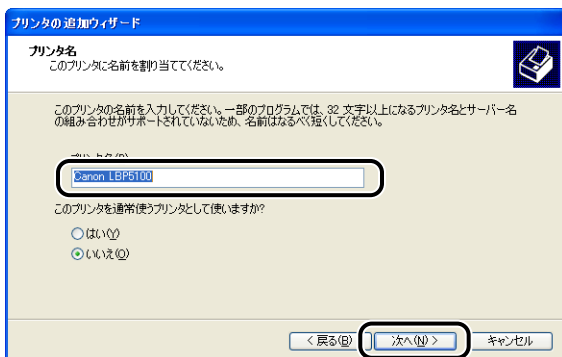 プリンタの追加ウィザード
プリンタ名
このプリンタに名前を割り当ててください。
このプリンタの名前を入力してください。一部のプログラムでは、32 文字以上になるプリンタ名とサーバー名
の組み合わせがサポートされていないため、名前はなるべく短くしてください。
Canon LBP5100
このプリンタを通常使うプリンタとして使いますか?
はい(Y)
いいえ(O)
< 戻る(B)
次へ(N) >
キャンセル